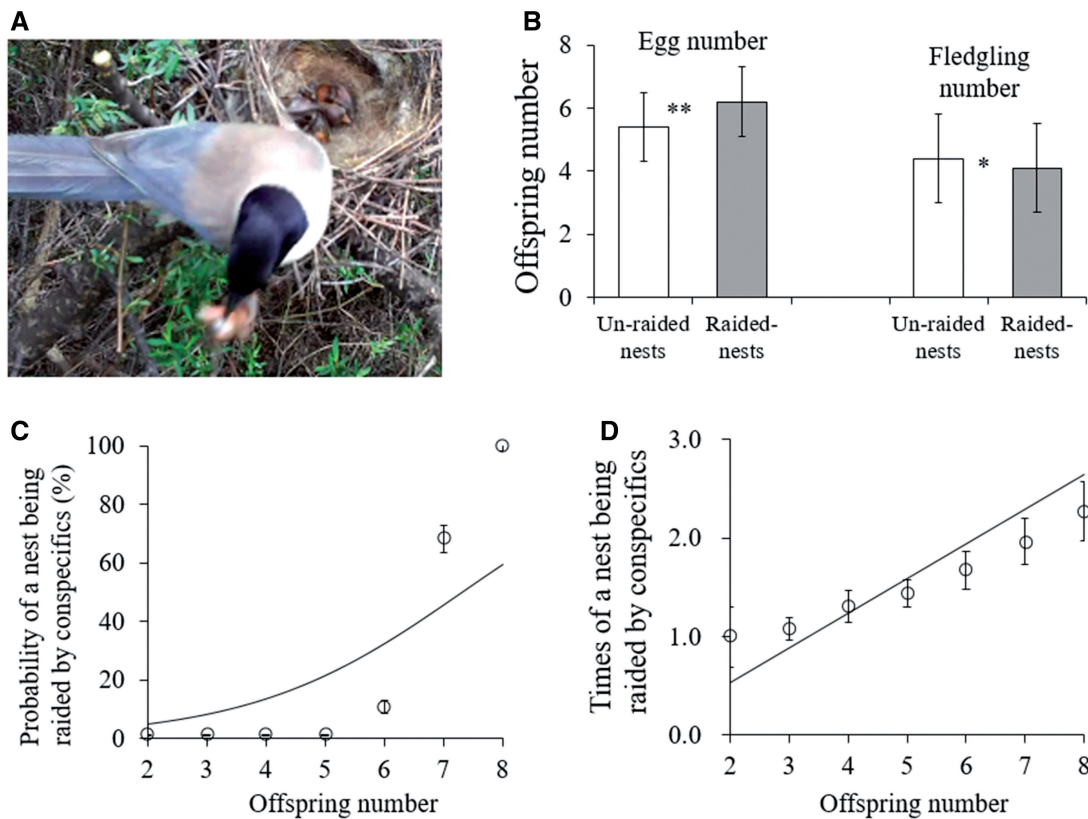 A
B
Offspring number
8
6
4
2
0
Egg number
**
Fledgling
number
*
Un-raided
nests
Raided-
nests
Un-raided
nests
Raided-
nests
C
Probability of a nest being
raided by conspecifics (%)
100
80
60
40
20
0
2 3 4 5 6 7 8
Offspring number
D
Times of a nest being
raided by conspecifics
3.0
2.0
1.0
0.0
2 3 4 5 6 7 8
Offspring number